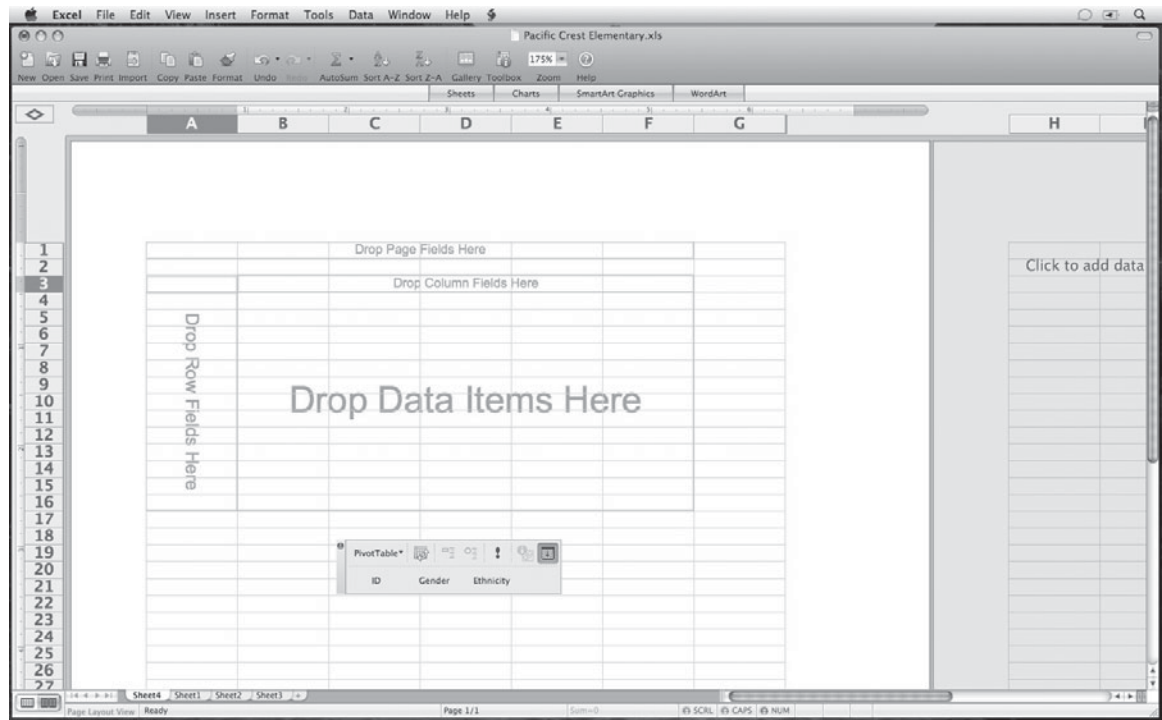 Excel File Edit View Insert Format Tools Data Window Help
Pacific Crest Elementary.xls
175%
New Open Save Print Import Copy Paste Format Undo Redo AutoSum Sort A-Z Sort Z-A Gallery Toolbox Zoom Help
Sheets Charts SmartArt Graphics WordArt
A B C D E F G H
1 Drop Page Fields Here
2 Click to add data
3 Drop Column Fields Here
4
5
6
7
8
9
10
11
12
13
14
15
16
Drop Row Fields Here
Drop Data Items Here
17
18
19
20
21
22
23
24
25
26
27
PivotTable
ID Gender Ethnicity
Sheet4 Sheet1 Sheet2 Sheet3
Page Layout View Ready Page 1/1 Sum=0 SCRL CAPS NUM